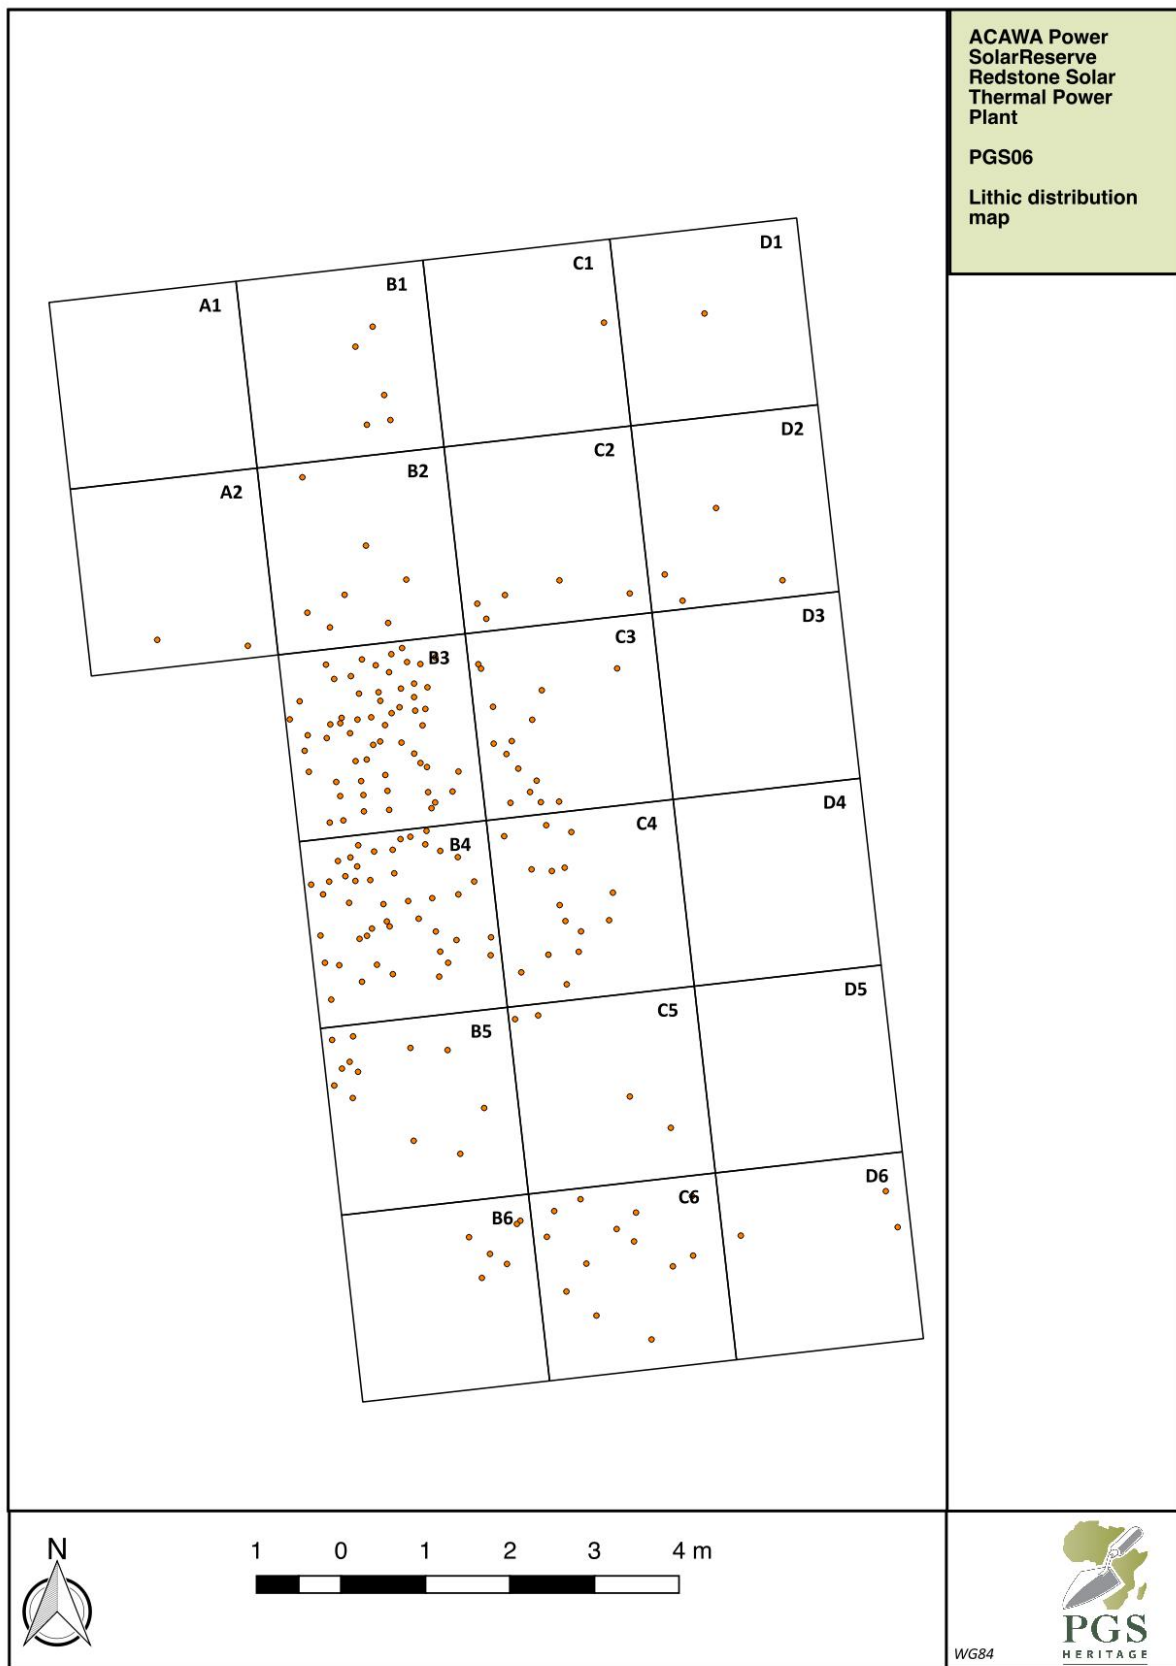 ACAWA Power
SolarReserve
Redstone Solar
Thermal Power
Plant
PGS06
Lithic distribution
map
D1
C1
B1
A1
D2
C2
B2
A2
D3
C3
B3
D4
C4
B4
D5
C5
B5
D6
C6
B6
N
1 0 1 2 3 4 m
WG84
PGS
HERITAGE